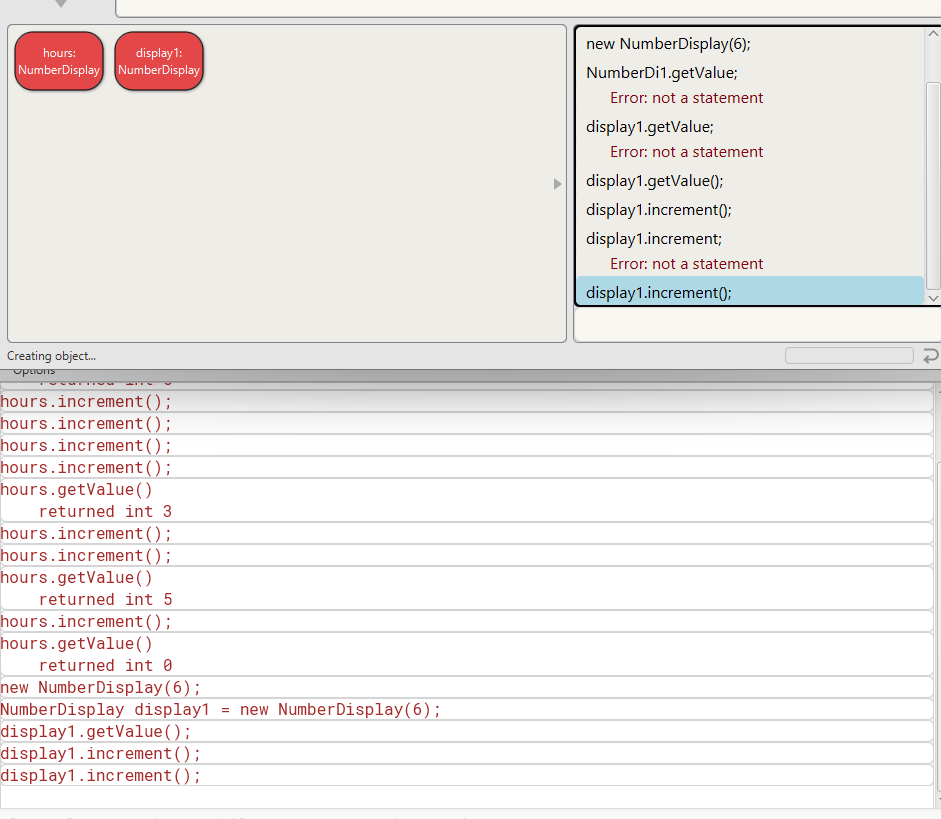 hours:
NumberDisplay
display1:
NumberDisplay
new NumberDisplay(6);
NumberDi1.getValue;
Error: not a statement
display1.getValue;
Error: not a statement
display1.getValue();
display1.increment();
display1.increment;
Error: not a statement
display1.increment();
Creating object...
Options
hours.increment();
hours.increment();
hours.increment();
hours.increment();
hours.getValue()
returned int 3
hours.increment();
hours.increment();
hours.getValue()
returned int 5
hours.increment();
hours.getValue()
returned int 0
new NumberDisplay(6);
NumberDisplay display1 = new NumberDisplay(6);
display1.getValue();
display1.increment();
display1.increment();